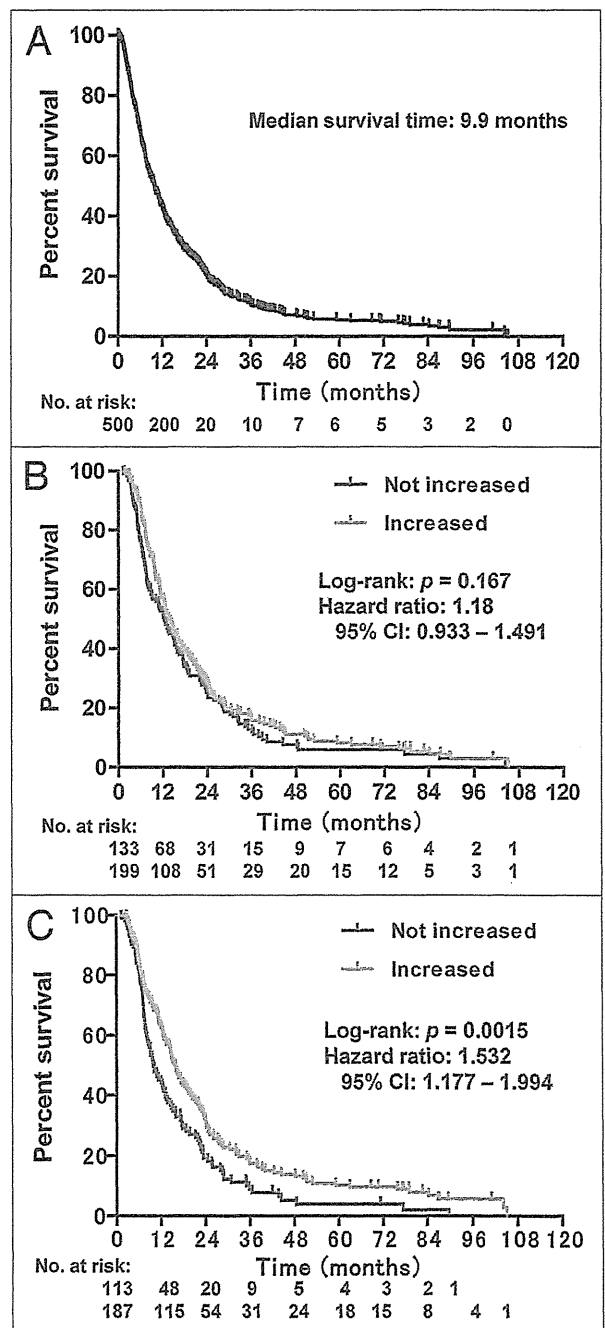 A
Percent survival
100
80
60
40
20
0
Median survival time: 9.9 months
0 12 24 36 48 60 72 84 96 108 120
Time (months)
No. at risk:
500 200 20 10 7 6 5 3 2 0
B
Percent survival
100
80
60
40
20
0
Not increased
Increased
Log-rank: p = 0.167
Hazard ratio: 1.18
95% CI: 0.933 – 1.491
0 12 24 36 48 60 72 84 96 108 120
Time (months)
No. at risk:
133 68 31 15 9 7 6 4 2 1
199 108 51 29 20 15 12 5 3 1
C
Percent survival
100
80
60
40
20
0
Not increased
Increased
Log-rank: p = 0.0015
Hazard ratio: 1.532
95% CI: 1.177 – 1.994
0 12 24 36 48 60 72 84 96 108 120
Time (months)
No. at risk:
113 48 20 9 5 4 3 2 1
187 115 54 31 24 18 15 8 4 1